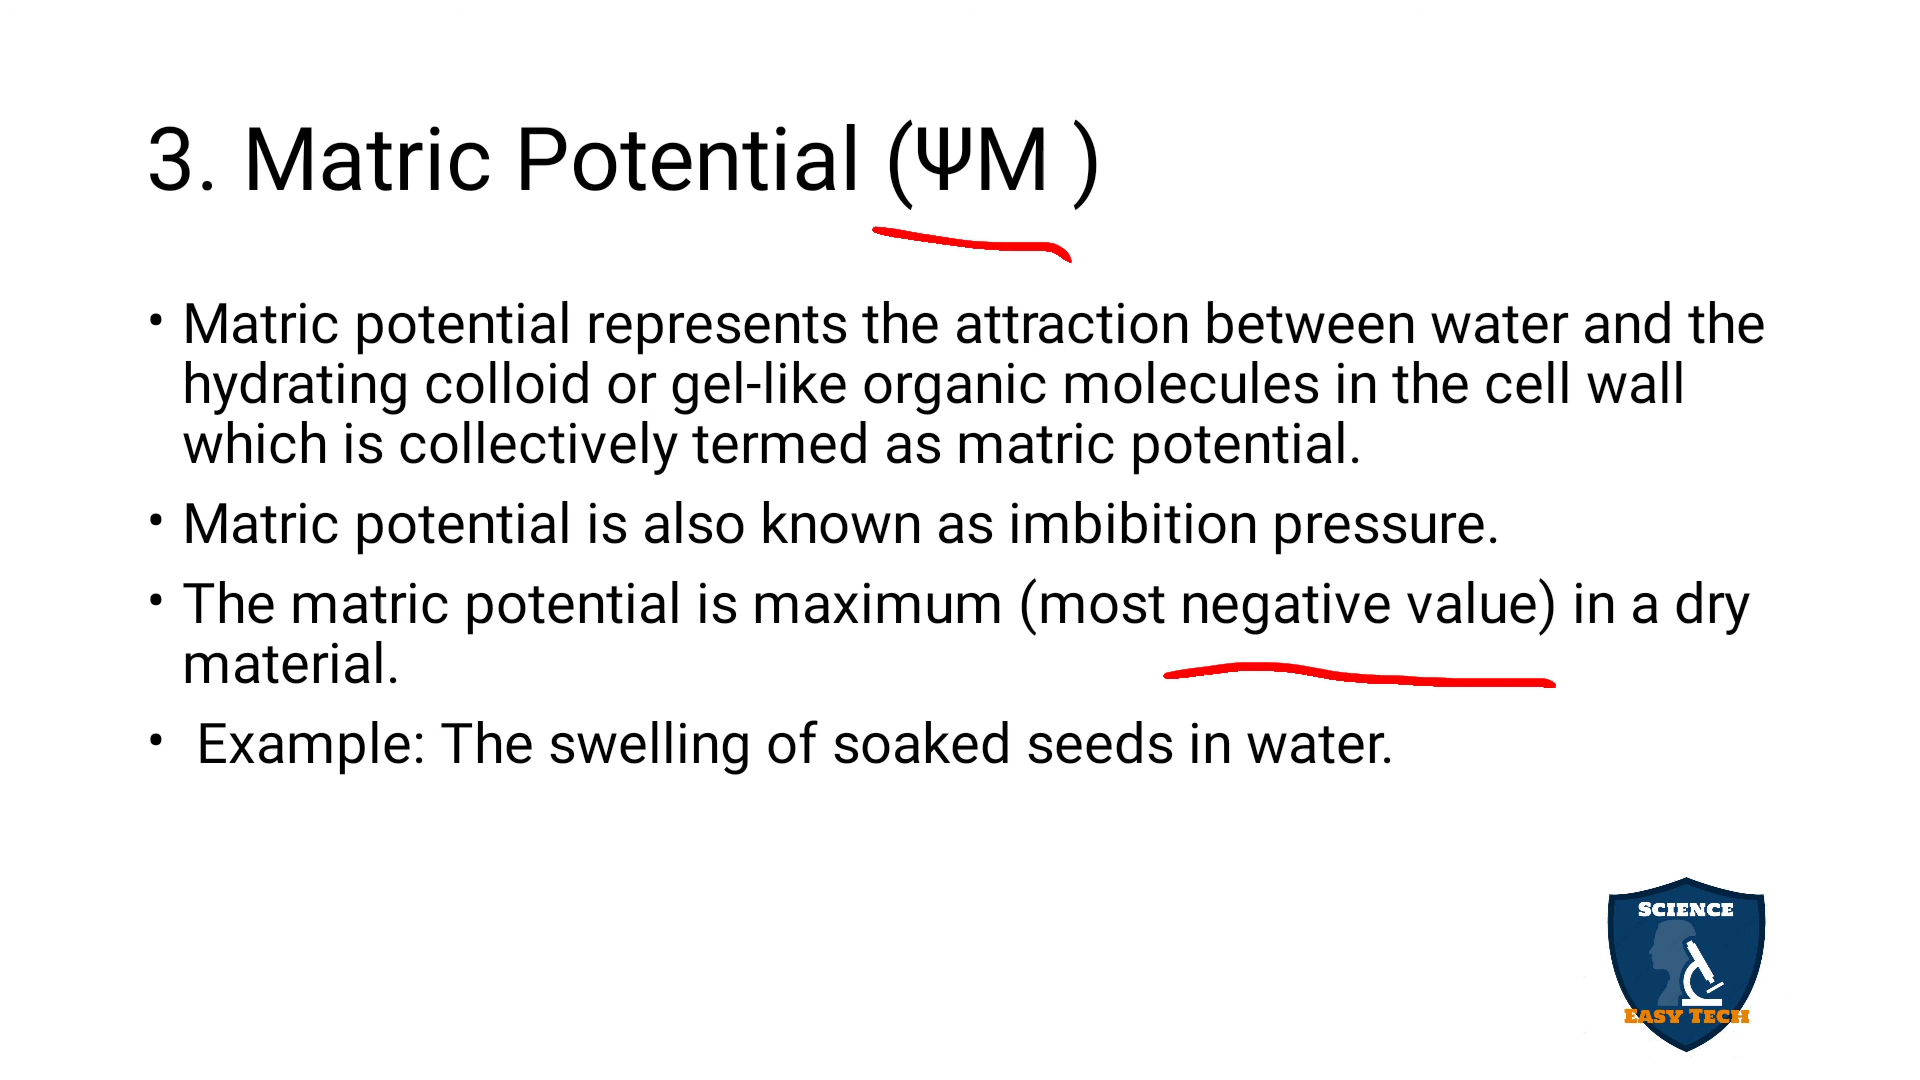 3. Matric Potential (ΨM )
• Matric potential represents the attraction between water and the
hydrating colloid or gel-like organic molecules in the cell wall
which is collectively termed as matric potential.
• Matric potential is also known as imbibition pressure.
• The matric potential is maximum (most negative value) in a dry
material.
• Example: The swelling of soaked seeds in water.
SCIENCE
EASY TECH